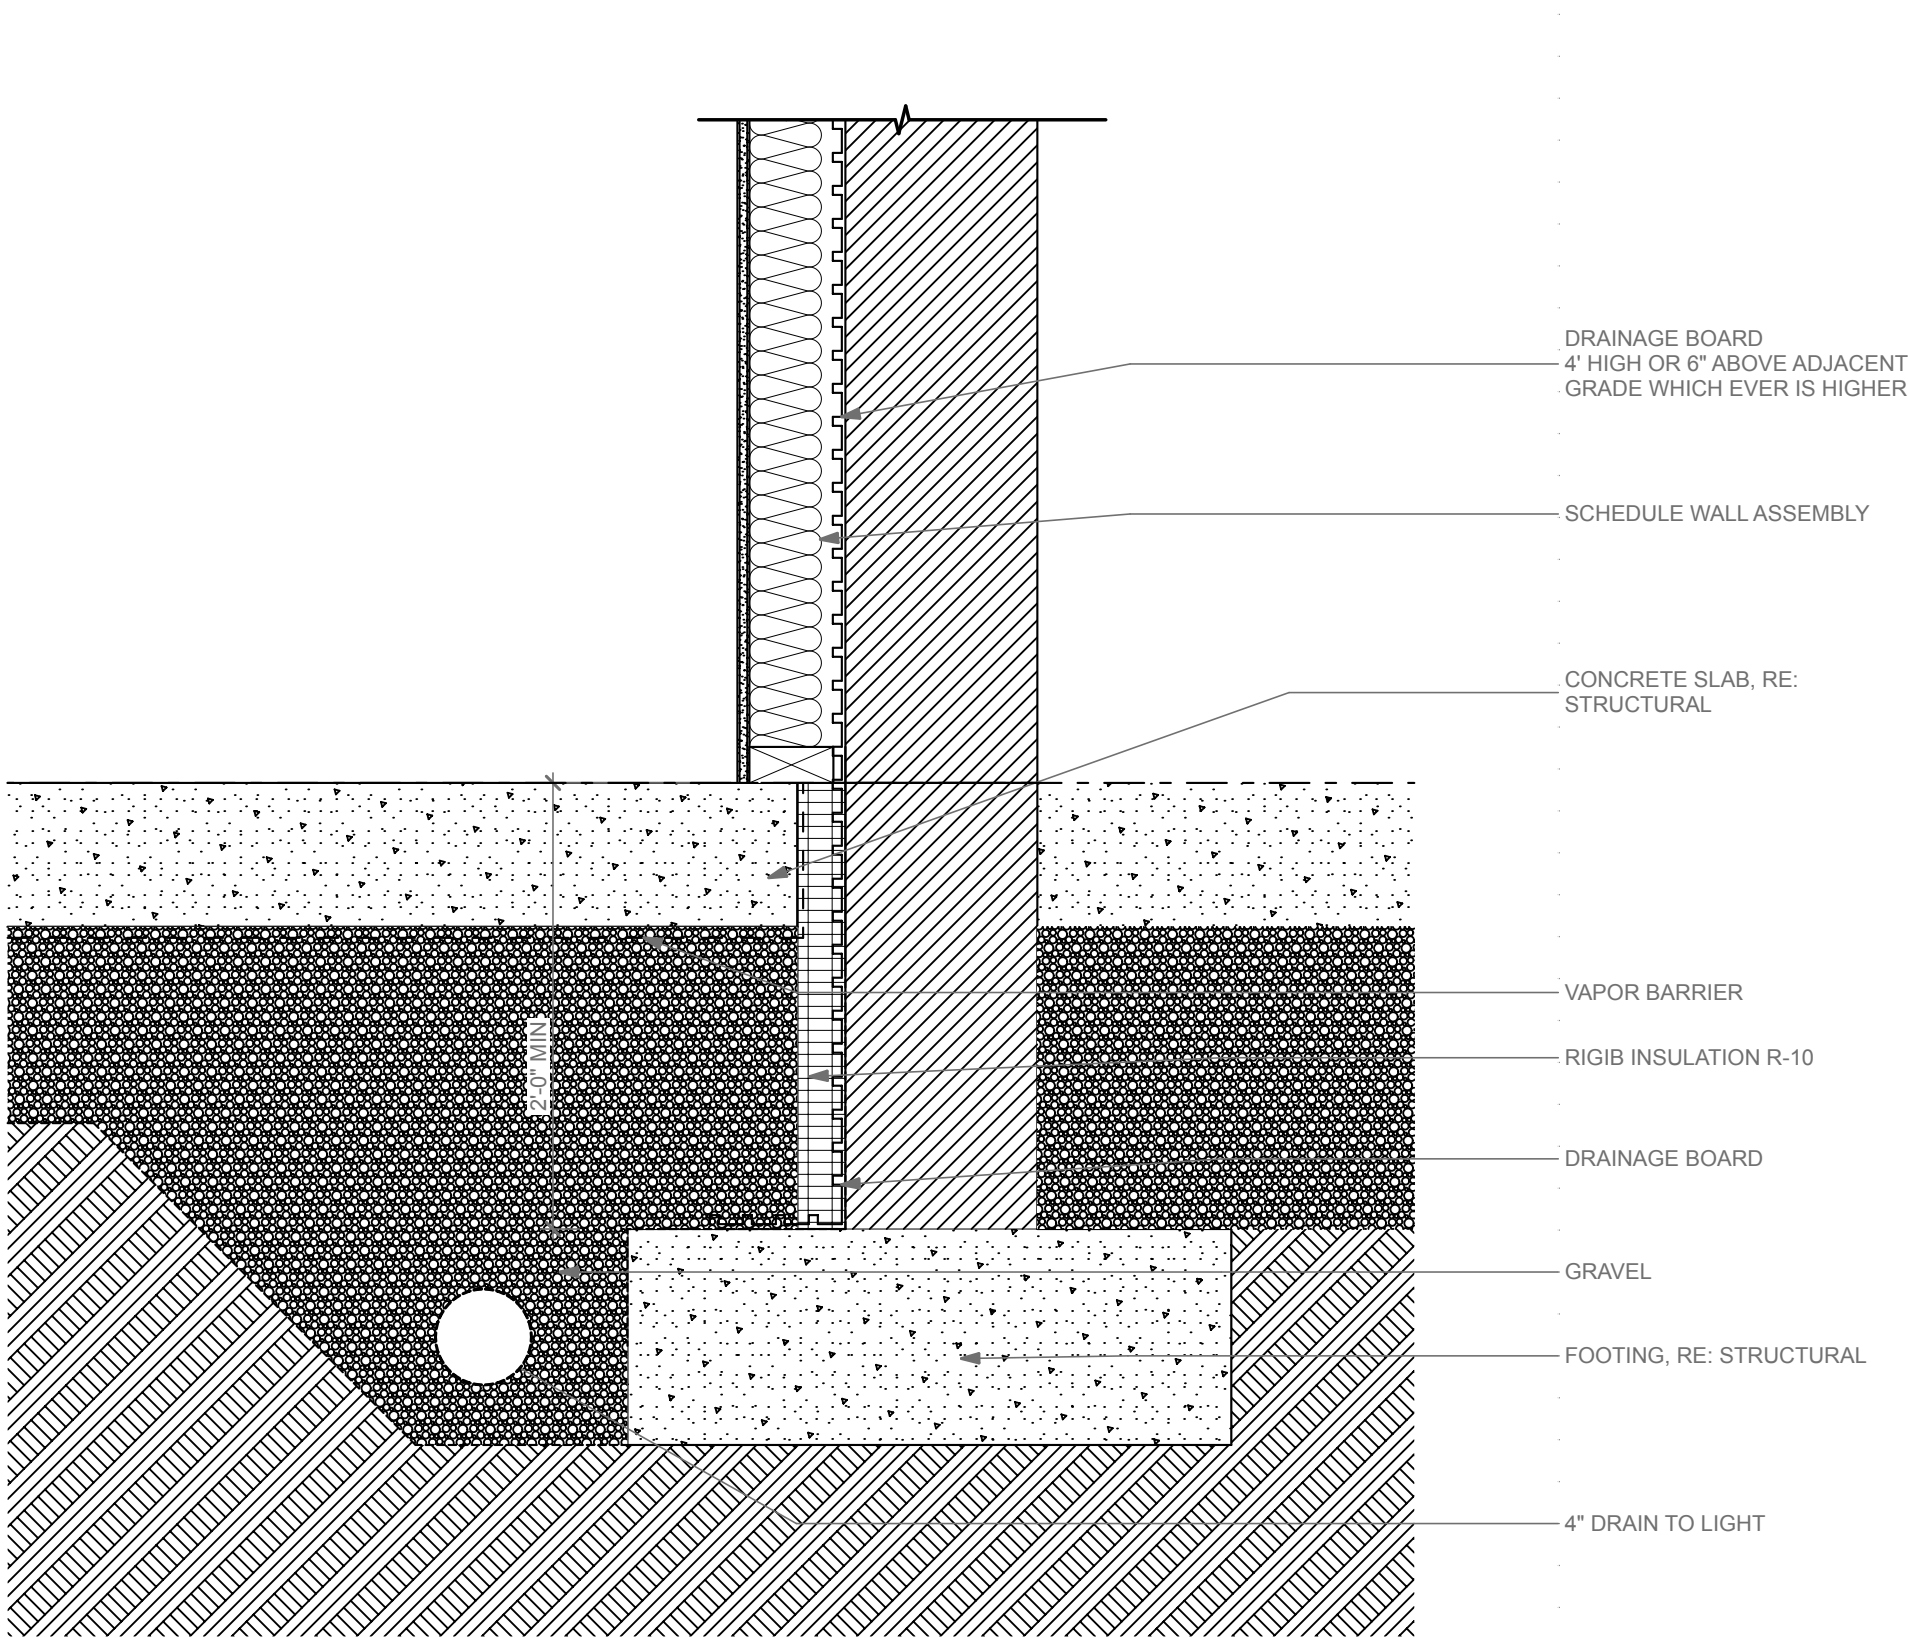 DRAINAGE BOARD
4' HIGH OR 6" ABOVE ADJACENT
GRADE WHICH EVER IS HIGHER
SCHEDULE WALL ASSEMBLY
CONCRETE SLAB, RE:
STRUCTURAL
VAPOR BARRIER
2'-0" MIN
RIGIB INSULATION R-10
DRAINAGE BOARD
GRAVEL
FOOTING, RE: STRUCTURAL
4" DRAIN TO LIGHT